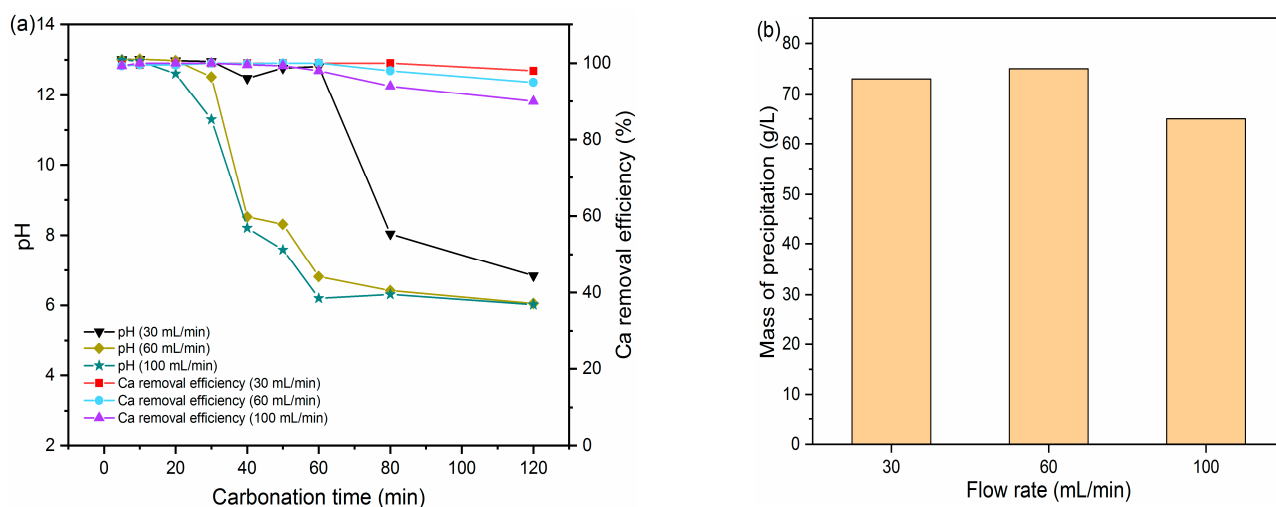 (a)
14
12
10
8
6
4
2
pH
100
80
60
40
20
0
Ca removal efficiency (%)
pH (30 mL/min)
pH (60 mL/min)
pH (100 mL/min)
Ca removal efficiency (30 mL/min)
Ca removal efficiency (60 mL/min)
Ca removal efficiency (100 mL/min)
0 20 40 60 80 100 120
Carbonation time (min)
(b)
80
70
60
50
40
30
20
10
0
Mass of precipitation (g/L)
30 60 100
Flow rate (mL/min)